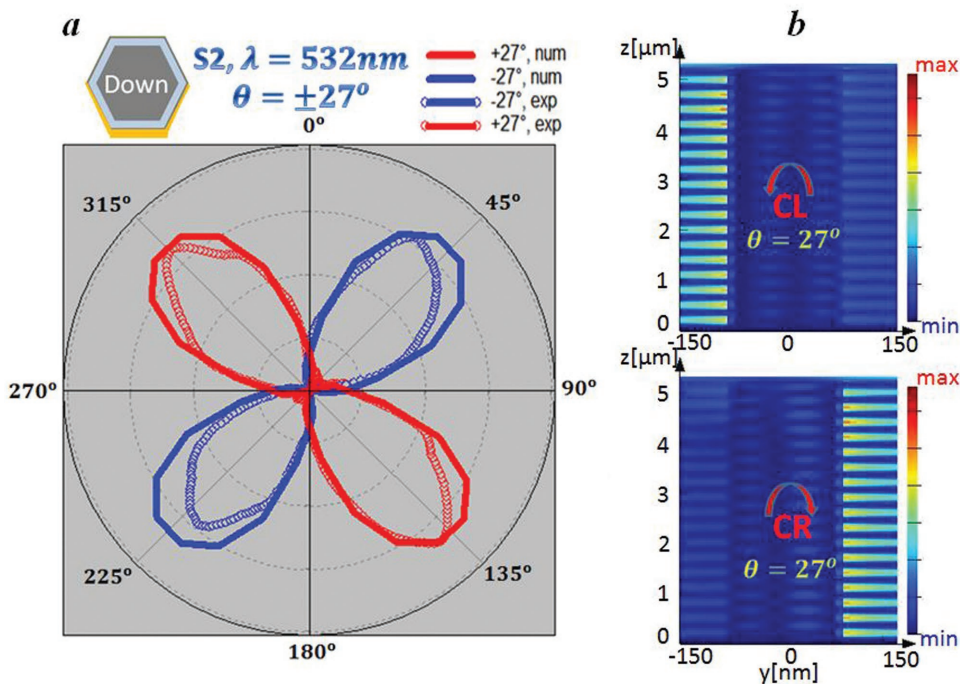 a
Down
S2, λ = 532nm
θ = ±27°
+27°, num
-27°, num
-27°, exp
+27°, exp
0°
45°
90°
135°
180°
225°
270°
315°
b
z[μm]
5
4
3
2
1
0
CL
θ = 27°
-150
0
150
max
min
z[μm]
5
4
3
2
1
0
CR
θ = 27°
-150
0
150
y[nm]
max
min